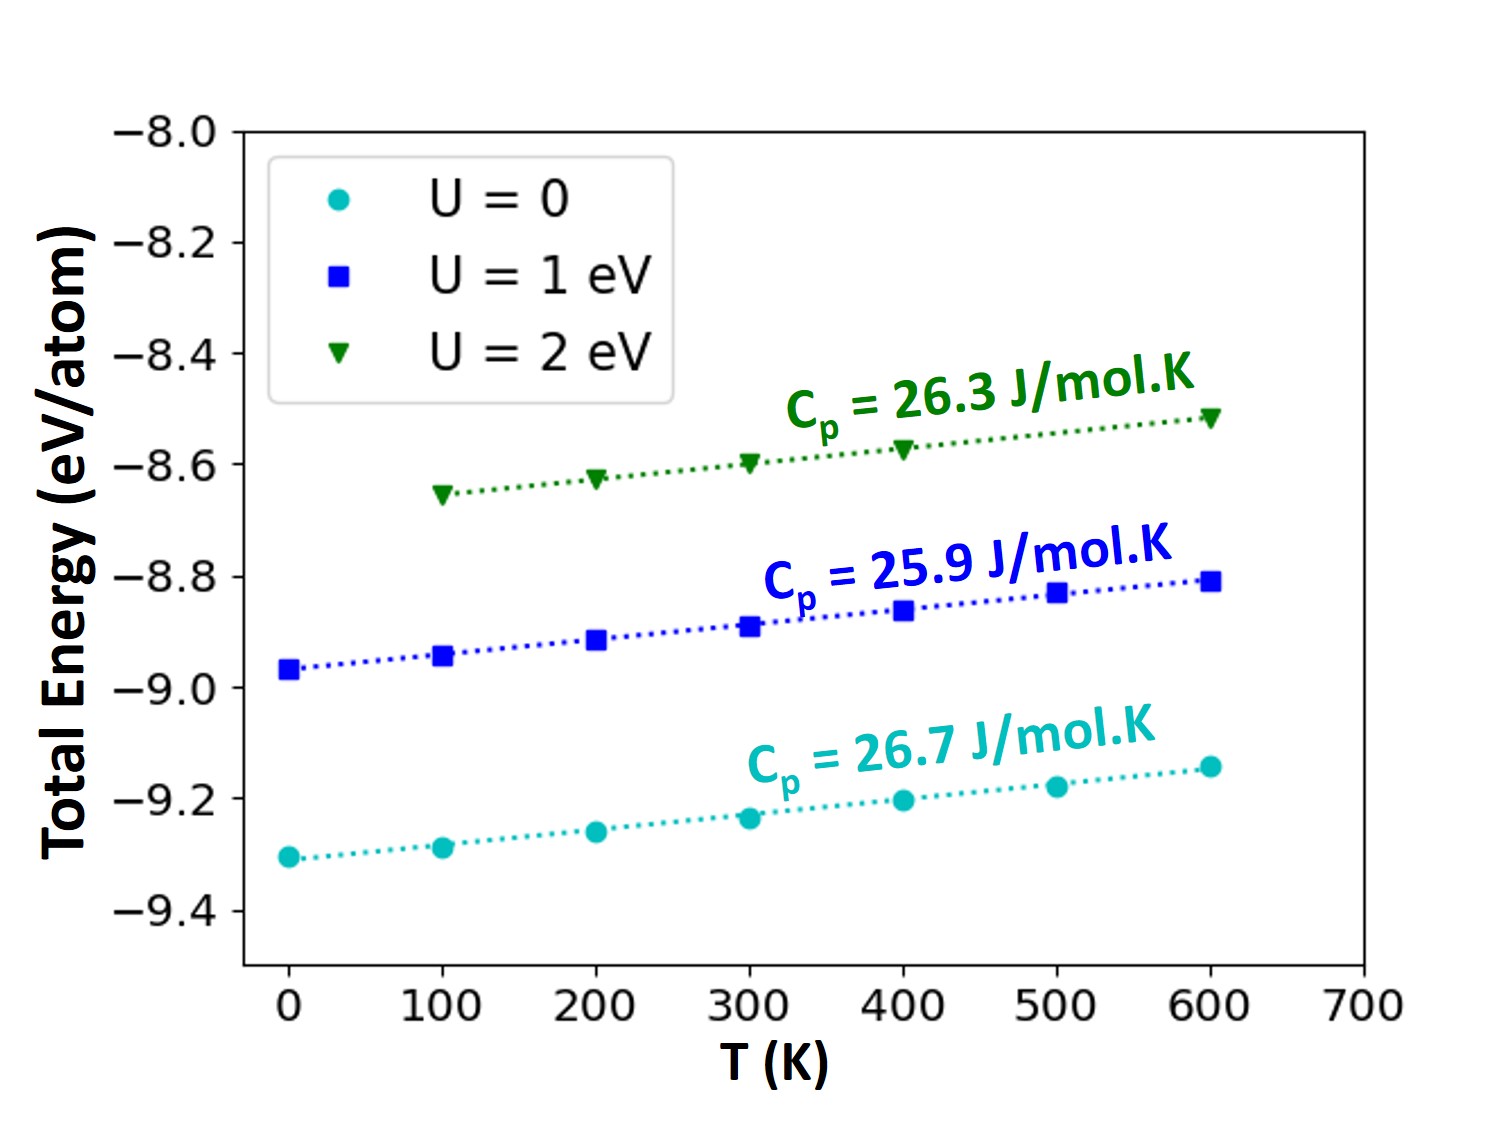 Total Energy (eV/atom)
−8.0
−8.2
−8.4
−8.6
−8.8
−9.0
−9.2
−9.4
U = 0
U = 1 eV
U = 2 eV
Cp = 26.3 J/mol.K
Cp = 25.9 J/mol.K
Cp = 26.7 J/mol.K
0 100 200 300 400 500 600 700
T (K)